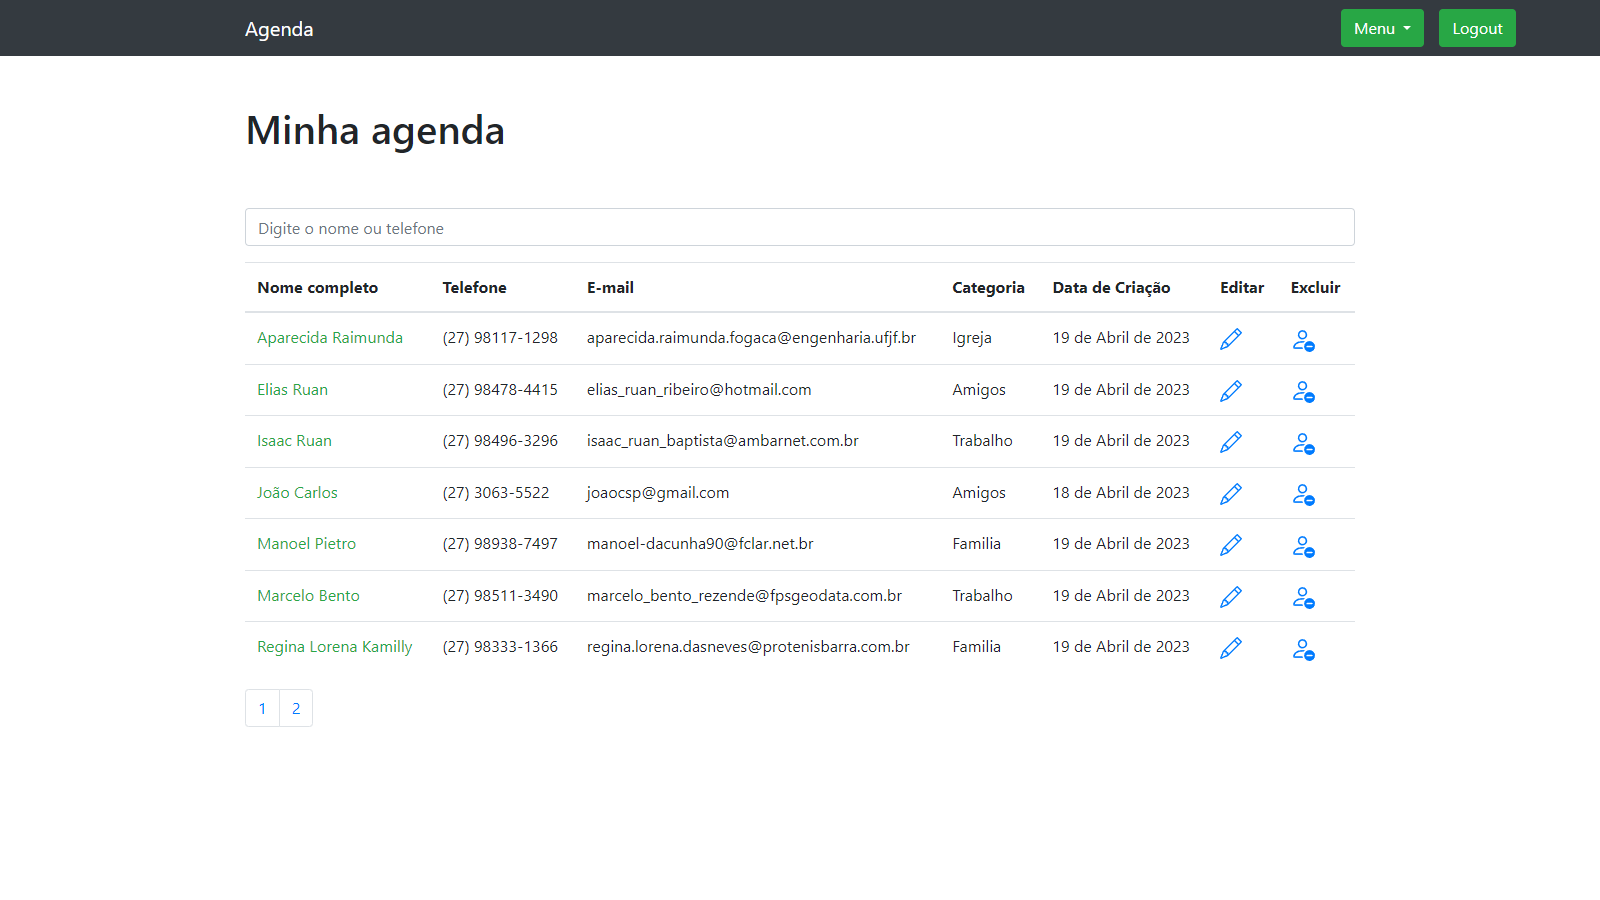 Agenda Menu Logout
Minha agenda
Digite o nome ou telefone
Nome completo Telefone E-mail Categoria Data de Criação Editar Excluir
Aparecida Raimunda (27) 98117-1298 aparecida.raimunda.fogaca@engenharia.ufjf.br Igreja 19 de Abril de 2023
Elias Ruan (27) 98478-4415 elias_ruan_ribeiro@hotmail.com Amigos 19 de Abril de 2023
Isaac Ruan (27) 98496-3296 isaac_ruan_baptista@ambarnet.com.br Trabalho 19 de Abril de 2023
João Carlos (27) 3063-5522 joaocsp@gmail.com Amigos 18 de Abril de 2023
Manoel Pietro (27) 98938-7497 manoel-dacunha90@fclar.net.br Familia 19 de Abril de 2023
Marcelo Bento (27) 98511-3490 marcelo_bento_rezende@fpsgeodata.com.br Trabalho 19 de Abril de 2023
Regina Lorena Kamilly (27) 98333-1366 regina.lorena.dasneves@protenisbarra.com.br Familia 19 de Abril de 2023
1 2